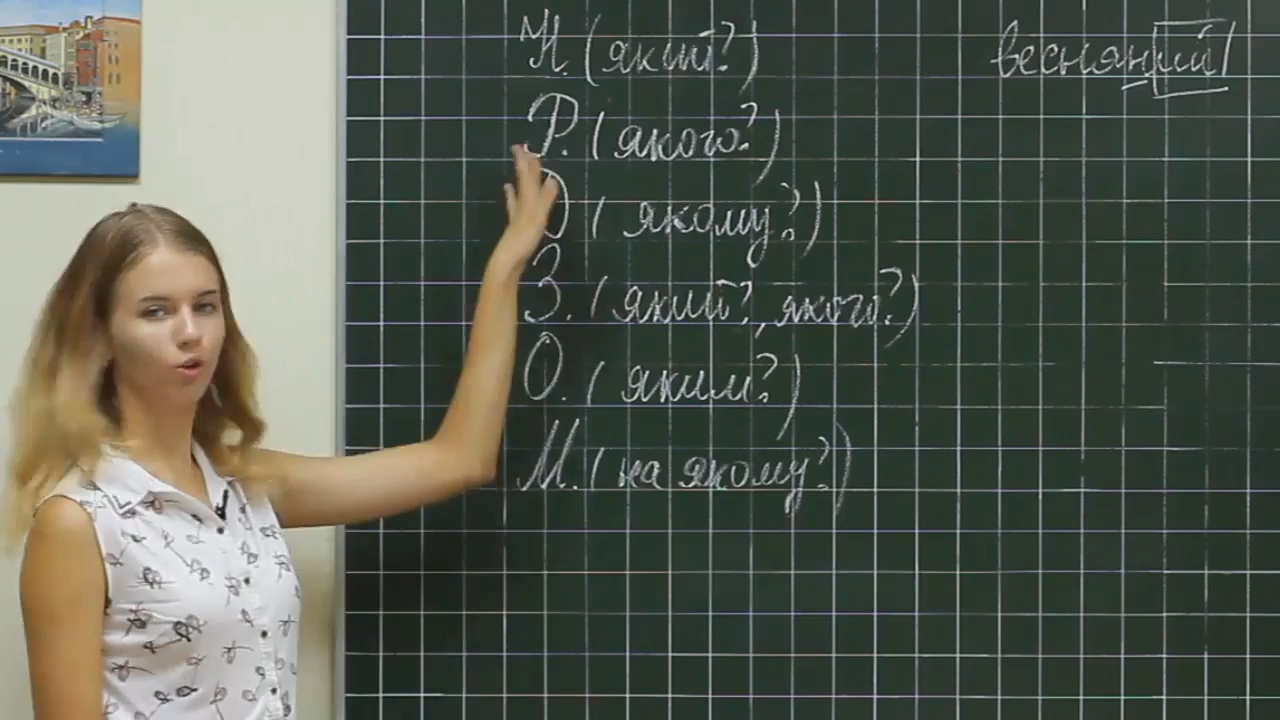 Н. (який?)
весняний
Р. (якого?)
Д (якому?)
З. (який?, якого?)
О. (яким?)
М. (на якому?)